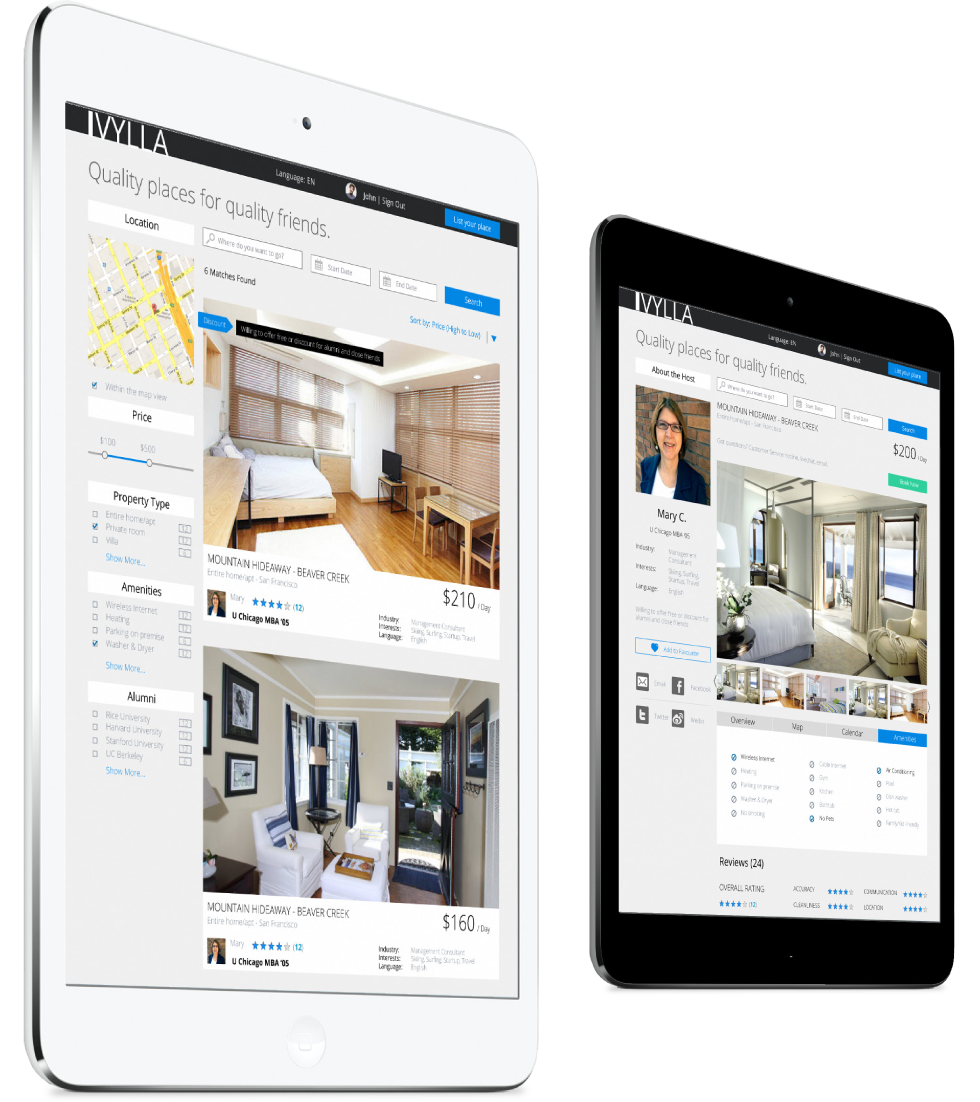 IVYLLA
Language: EN
John | Sign Out
List your place
Quality places for quality friends.
Location
Where do you want to go?
Start Date
End Date
Search
6 Matches Found
Sort by: Price (High to Low)
Discount
Willing to offer free or discount for alumni and close friends
Within the map view
Price
$100
$500
Property Type
Entire home/apt
Private room
Villa
Show More...
Amenities
Wireless Internet
Heating
Parking on premise
Washer & Dryer
Show More...
Alumni
Rice University
Harvard University
Stanford University
UC Berkeley
Show More...
MOUNTAIN HIDEAWAY - BEAVER CREEK
Entire home/apt - San Francisco
$210 / Day
Mary
(12)
U Chicago MBA '05
Industry: Management Consultant
Interests: Skiing, Surfing, Startup, Travel
Language: English
MOUNTAIN HIDEAWAY - BEAVER CREEK
Entire home/apt - San Francisco
$160 / Day
Mary
(12)
U Chicago MBA '05
Industry: Management Consultant
Interests: Skiing, Surfing, Startup, Travel
Language: English
IVYLLA
Language: EN
John | Sign Out
List your place
Quality places for quality friends.
About the Host
Where do you want to go?
Start Date
End Date
Search
MOUNTAIN HIDEAWAY - BEAVER CREEK
Entire home/apt - San Francisco
$200 / Day
Book Now
Mary C.
U Chicago MBA '05
Industry: Management
Consultant
Interests: Skiing, Surfing,
Startup, Travel
Language: English
Willing to offer free or discount for
alumni and close friends
Add to Favourite
Email
Facebook
Twitter
Weibo
Overview
Map
Calendar
Amenities
Wireless Internet
Heating
Parking on premise
Washer & Dryer
No smoking
Cable Internet
Gym
Kitchen
Bathtub
No Pets
Air Conditioning
Pool
Dish washer
Hot Tub
Family/Kid Friendly
Reviews (24)
OVERALL RATING
(12)
ACCURACY
CLEANLINESS
COMMUNICATION
LOCATION